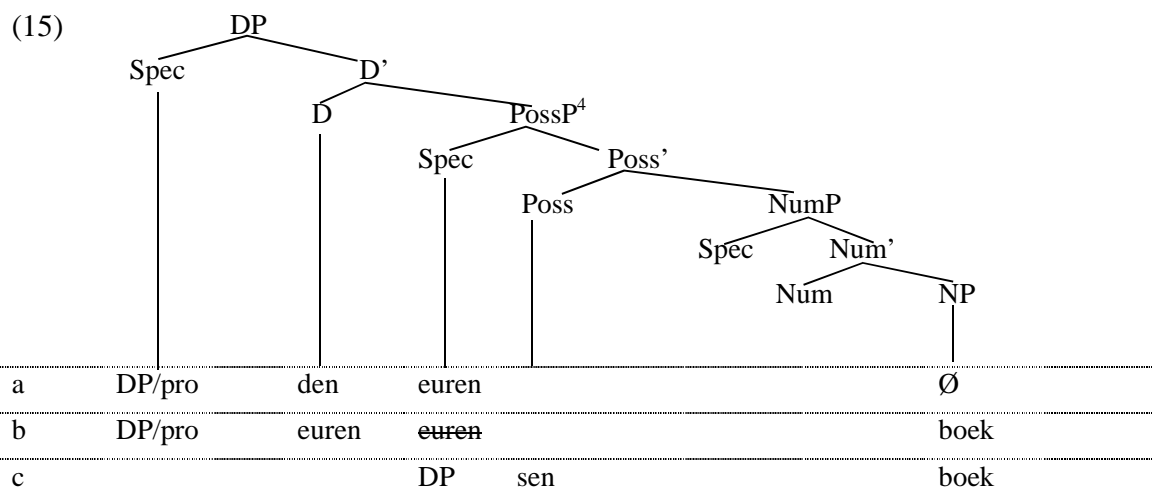 (15) DP
Spec D’
D PossP⁴
Spec Poss’
Poss NumP
Spec Num’
Num NP
a DP/pro den euren Ø
b DP/pro euren euren boek
c DP sen boek